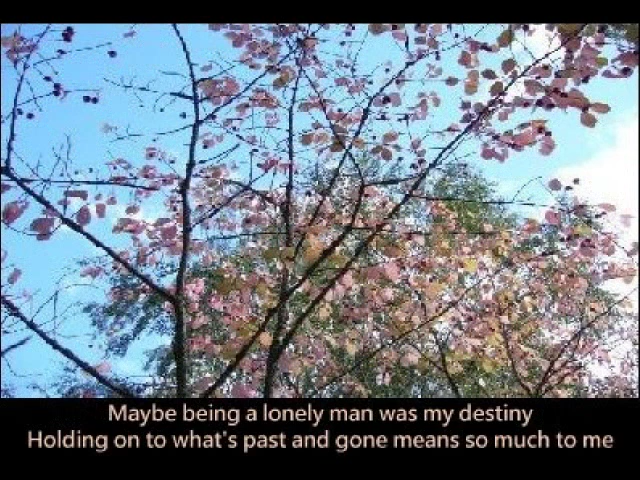 Maybe being a lonely man was my destiny
Holding on to what's past and gone means so much to me